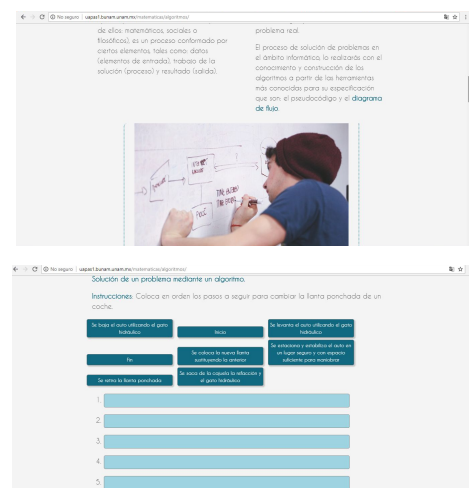 No seguro | uapas1.bunam.unam.mx/matematicas/algoritmos/
de ellos: matemáticos, sociales o
filosóficos), es un proceso conformado por
ciertos elementos, tales como: datos
(elementos de entrada), trabajo de la
solución (proceso) y resultado (salida).
problema real.
El proceso de solución de problemas en
el ámbito informático, lo realizarás con el
conocimiento y construcción de los
algoritmos a partir de las herramientas
más conocidas para su especificación
que son: el pseudocódigo y el diagrama
de flujo.
No seguro | uapas1.bunam.unam.mx/matematicas/algoritmos/
Solución de un problema mediante un algoritmo.
Instrucciones: Coloca en orden los pasos a seguir para cambiar la llanta ponchada de un
coche.
Se baja el auto utilizando el gato
hidráulico
Inicio
Se levanta el auto utilizando el gato
hidráulico
Fin
Se coloca la nueva llanta
sustituyendo la anterior
Se estaciona y estabiliza el auto en
un lugar seguro y con espacio
suficiente para maniobrar
Se retira la llanta ponchada
Se saca de la cajuela la refacción y
el gato hidráulico
1.
2.
3.
4.
5.